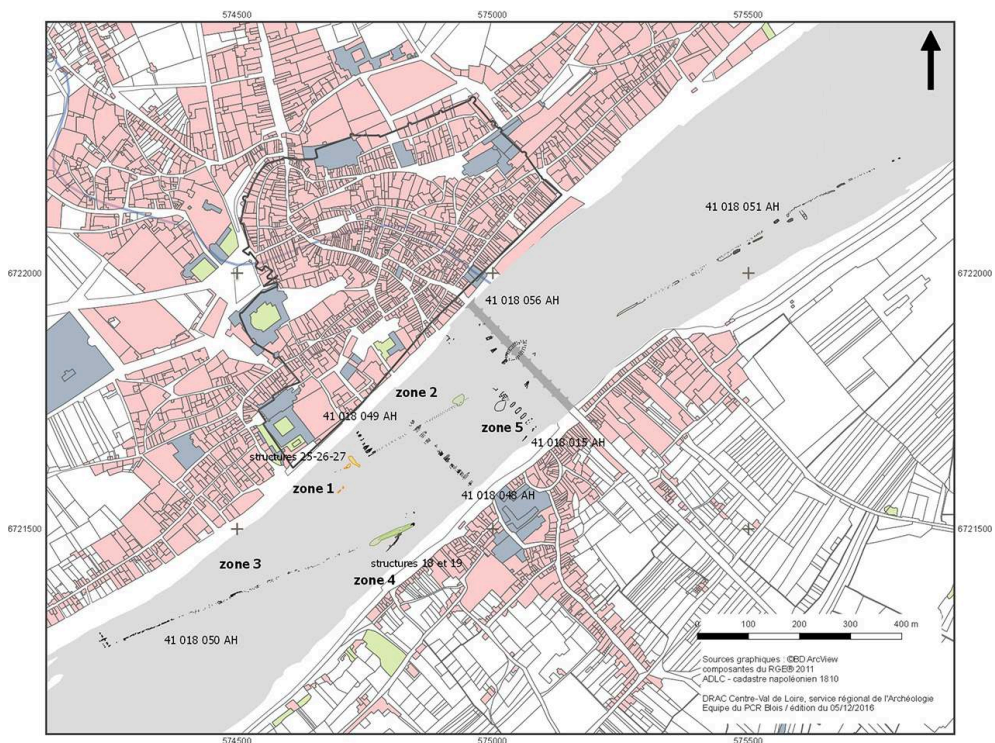 574500
575000
575500
41 018 051 AH
6722000
6722000
41 018 056 AH
zone 2
41 018 049 AH
zone 5
41 018 015 AH
structures 25-26-27
zone 1
41 018 048 AH
6721500
6721500
zone 3
structures 18 et 19
zone 4
41 018 050 AH
0 100 200 300 400 m
Sources graphiques : ©BD ArcView
composantes du RGE® 2011
ADLC - cadastre napoléonien 1810
DRAC Centre-Val de Loire, service régional de l'Archéologie
Equipe du PCR Blois / édition du 05/12/2016
574500
575000
575500